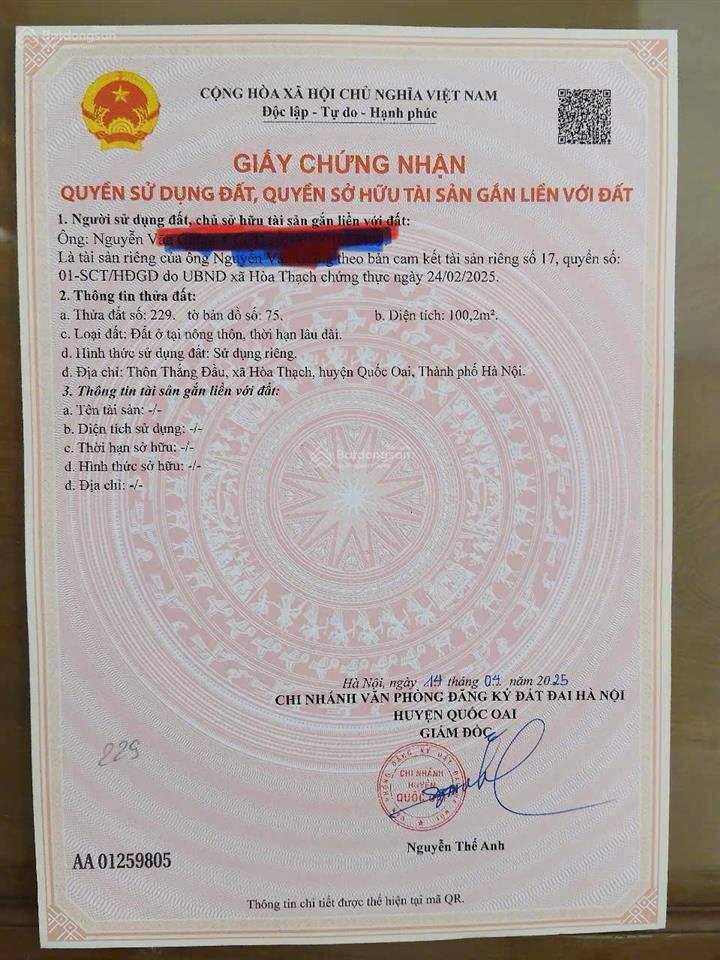 Batdongsan
CỘNG HÒA XÃ HỘI CHỦ NGHĨA VIỆT NAM
Độc lập - Tự do - Hạnh phúc
GIẤY CHỨNG NHẬN
QUYỀN SỬ DỤNG ĐẤT, QUYỀN SỞ HỮU TÀI SẢN GẮN LIỀN VỚI ĐẤT
1. Người sử dụng đất, chủ sở hữu tài sản gắn liền với đất:
Ông: Nguyễn Văn
Là tài sản riêng của ông Nguyễn theo bản cam kết tài sản riêng số 17, quyển số:
01-SCT/HĐGD do UBND xã Hòa Thạch chứng thực ngày 24/02/2025.
2. Thông tin thửa đất:
a. Thửa đất số: 229. tờ bản đồ số: 75. b. Diện tích: 100,2m².
c. Loại đất: Đất ở tại nông thôn, thời hạn lâu dài.
d. Hình thức sử dụng đất: Sử dụng riêng.
đ. Địa chỉ: Thôn Thắng Đầu, xã Hòa Thạch, huyện Quốc Oai, Thành phố Hà Nội.
3. Thông tin tài sản gắn liền với đất:
a. Tên tài sản: -/-
b. Diện tích sử dụng: -/-
c. Thời hạn sở hữu: -/-
d. Hình thức sở hữu: -/-
đ. Địa chỉ: -/-
Batdongsan
Hà Nội, ngày 14 tháng 04 năm 2025
CHI NHÁNH VĂN PHÒNG ĐĂNG KÝ ĐẤT ĐAI HÀ NỘI
HUYỆN QUỐC OAI
GIÁM ĐỐC
229
CHI NHÁNH
HUYỆN
QUỐC OAI
Nguyễn Thế Anh
AA 01259805
Thông tin chi tiết được thể hiện tại mã QR.